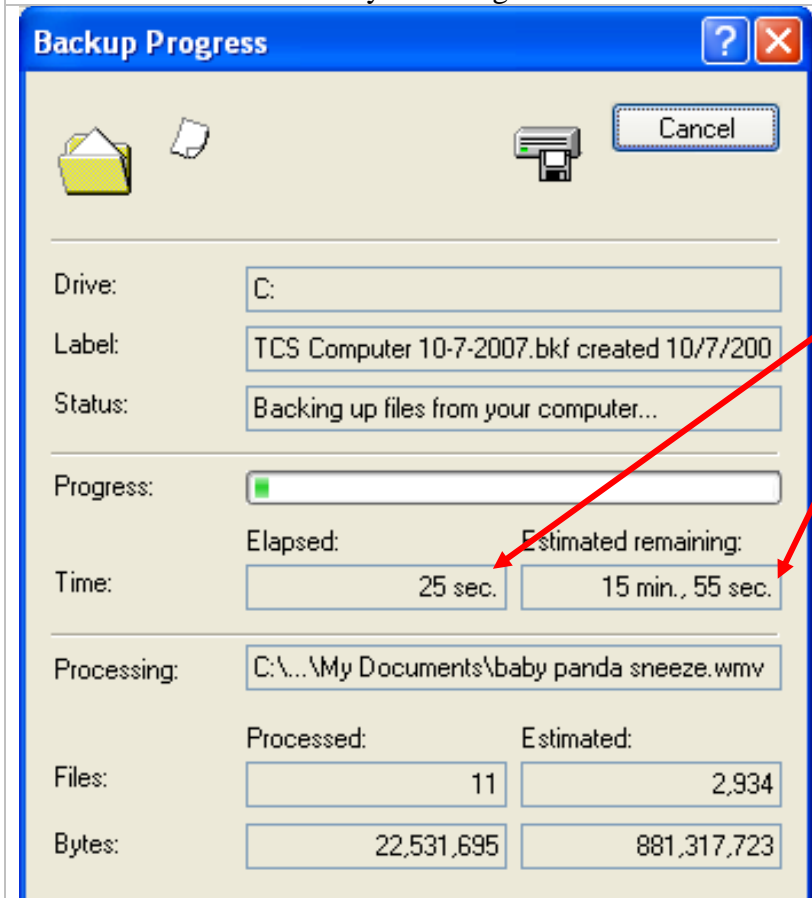 Backup Progress
Cancel
Drive: C:
Label: TCS Computer 10-7-2007.bkf created 10/7/200
Status: Backing up files from your computer...
Progress:
Elapsed: Estimated remaining:
Time: 25 sec. 15 min., 55 sec.
Processing: C:\...\My Documents\baby panda sneeze.wmv
Processed: Estimated:
Files: 11 2,934
Bytes: 22,531,695 881,317,723